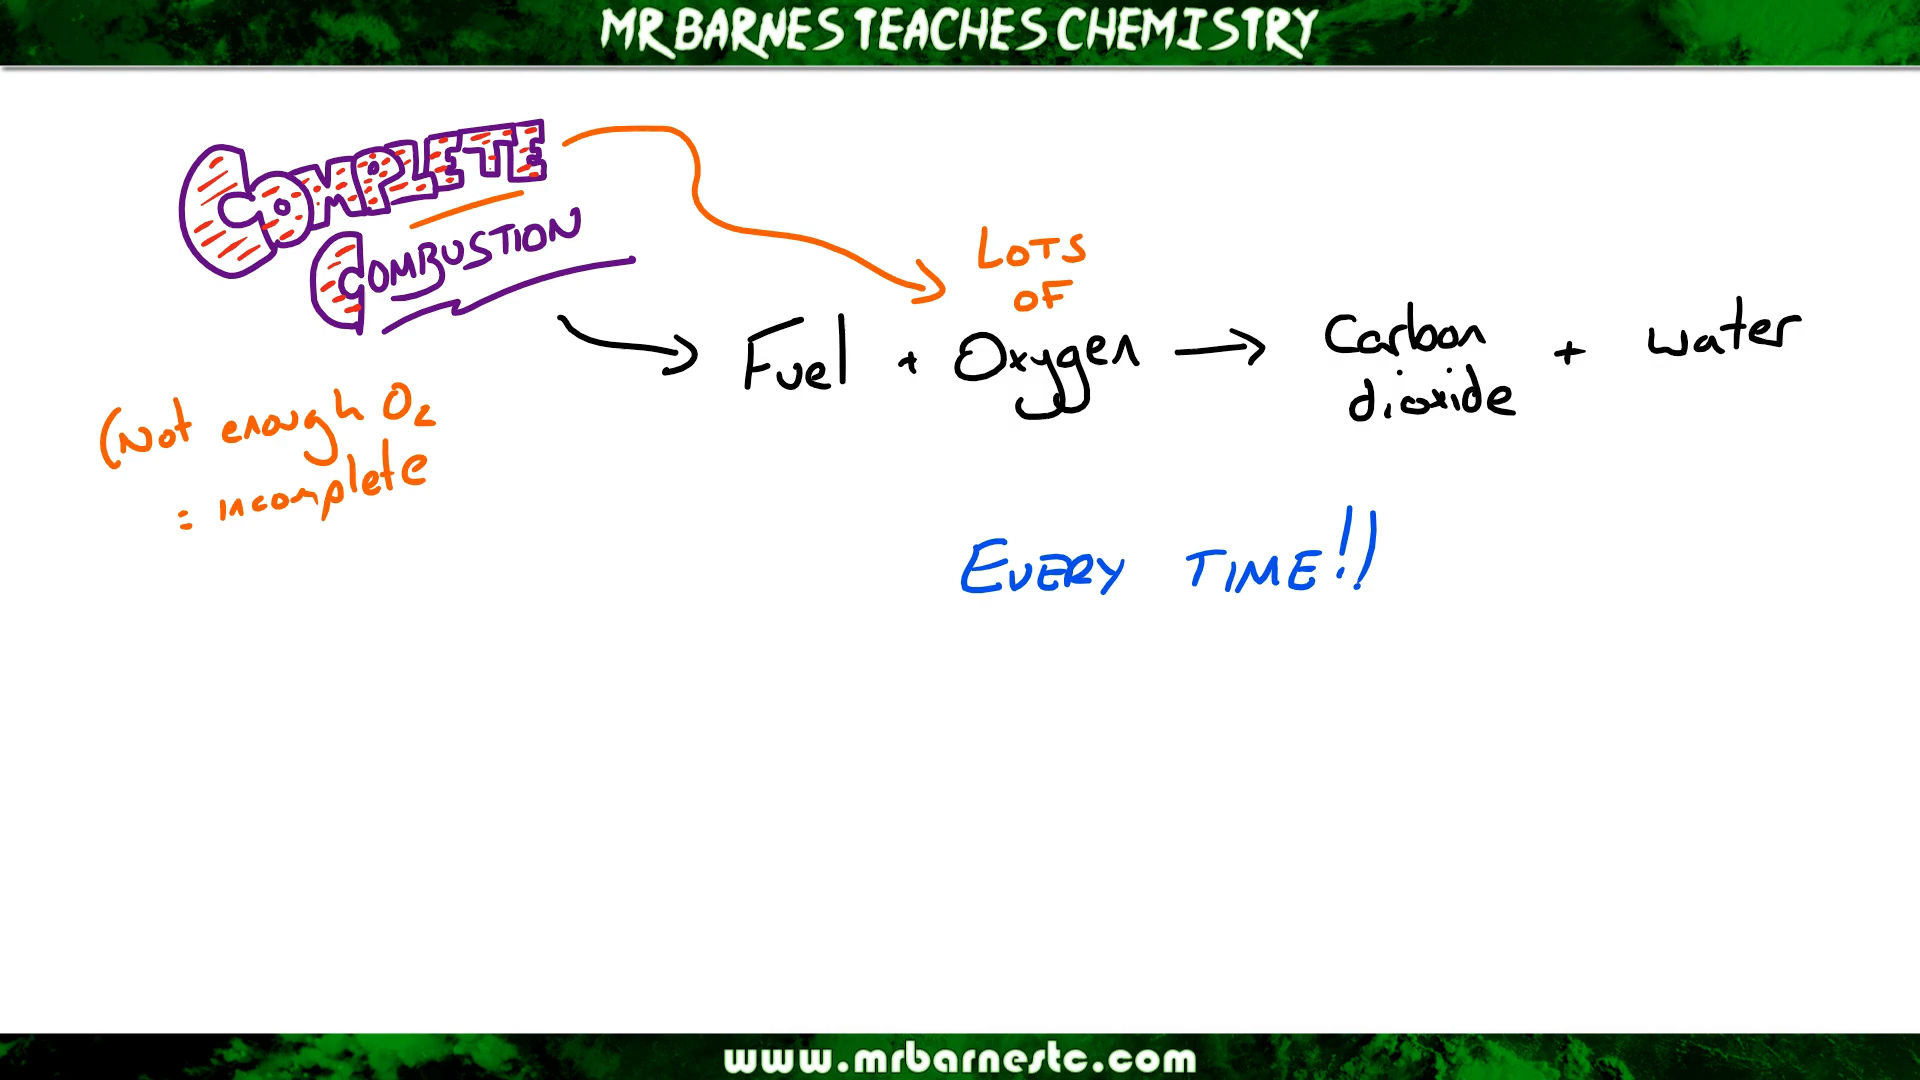 MR BARNES TEACHES CHEMISTRY
COMPLETE
COMBUSTION
LOTS
OF
Fuel + Oxygen → Carbon dioxide + water
(Not enough O₂
= incomplete
EVERY TIME!!
www.mrbarnestc.com